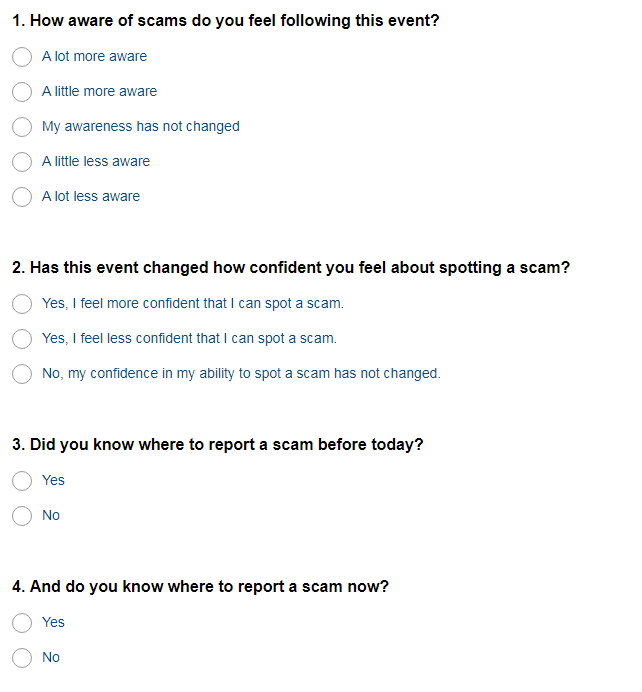 1. How aware of scams do you feel following this event?
A lot more aware
A little more aware
My awareness has not changed
A little less aware
A lot less aware
2. Has this event changed how confident you feel about spotting a scam?
Yes, I feel more confident that I can spot a scam.
Yes, I feel less confident that I can spot a scam.
No, my confidence in my ability to spot a scam has not changed.
3. Did you know where to report a scam before today?
Yes
No
4. And do you know where to report a scam now?
Yes
No